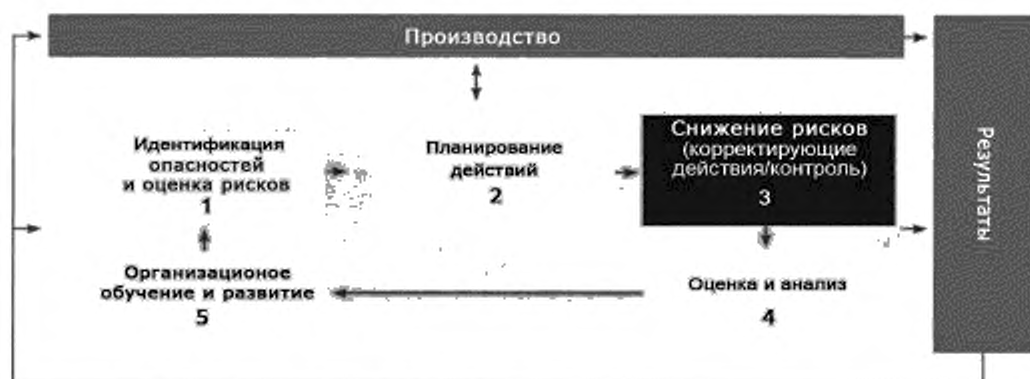 Производство
Идентификация
опасностей
и оценка рисков
1
Планирование
действий
2
Снижение рисков
(корректирующие
действия/контроль)
3
Результаты
Организационое
обучение и развитие
5
Оценка и анализ
4